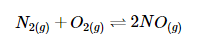 N₂₍g₎ + O₂₍g₎ ⇌ 2NO₍g₎